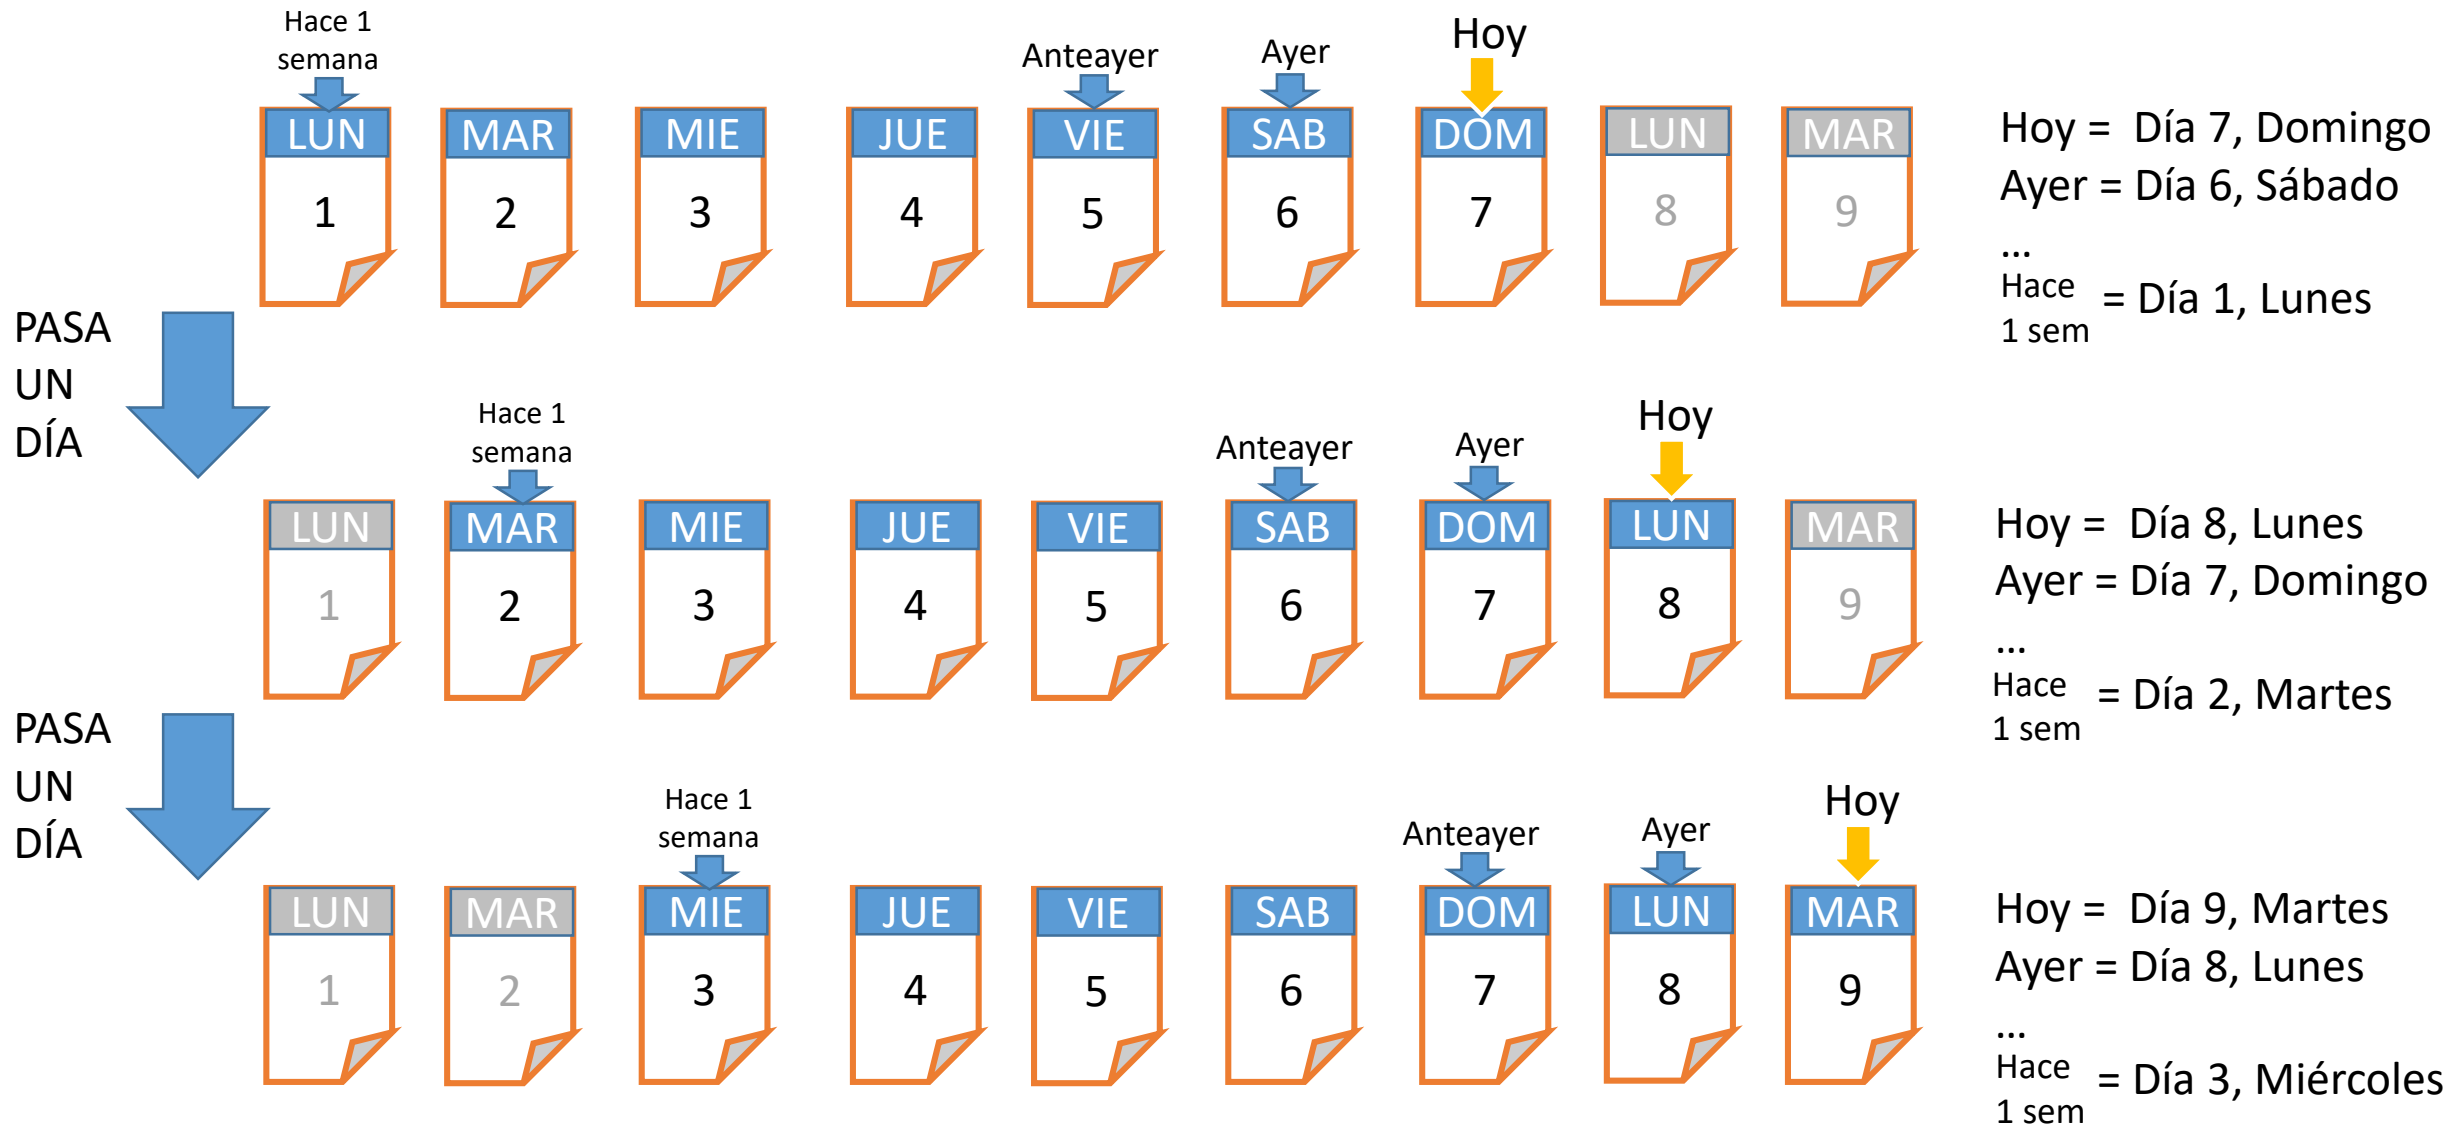 Hace 1
semana
Anteayer
Ayer
Hoy
LUN MAR MIE JUE VIE SAB DOM LUN MAR
1 2 3 4 5 6 7 8 9
Hoy = Día 7, Domingo
Ayer = Día 6, Sábado
...
Hace
1 sem
= Día 1, Lunes
PASA
UN
DÍA
Hace 1
semana
Anteayer
Ayer
Hoy
LUN MAR MIE JUE VIE SAB DOM LUN MAR
1 2 3 4 5 6 7 8 9
Hoy = Día 8, Lunes
Ayer = Día 7, Domingo
...
Hace
1 sem
= Día 2, Martes
PASA
UN
DÍA
Hace 1
semana
Anteayer
Ayer
Hoy
LUN MAR MIE JUE VIE SAB DOM LUN MAR
1 2 3 4 5 6 7 8 9
Hoy = Día 9, Martes
Ayer = Día 8, Lunes
...
Hace
1 sem
= Día 3, Miércoles